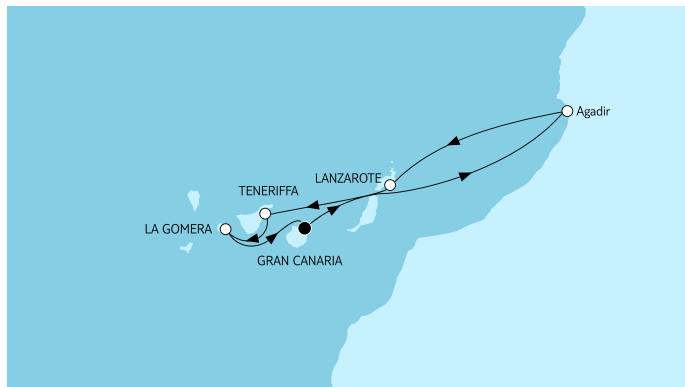 Agadir
LANZAROTE
TENERIFFA
LA GOMERA
GRAN CANARIA